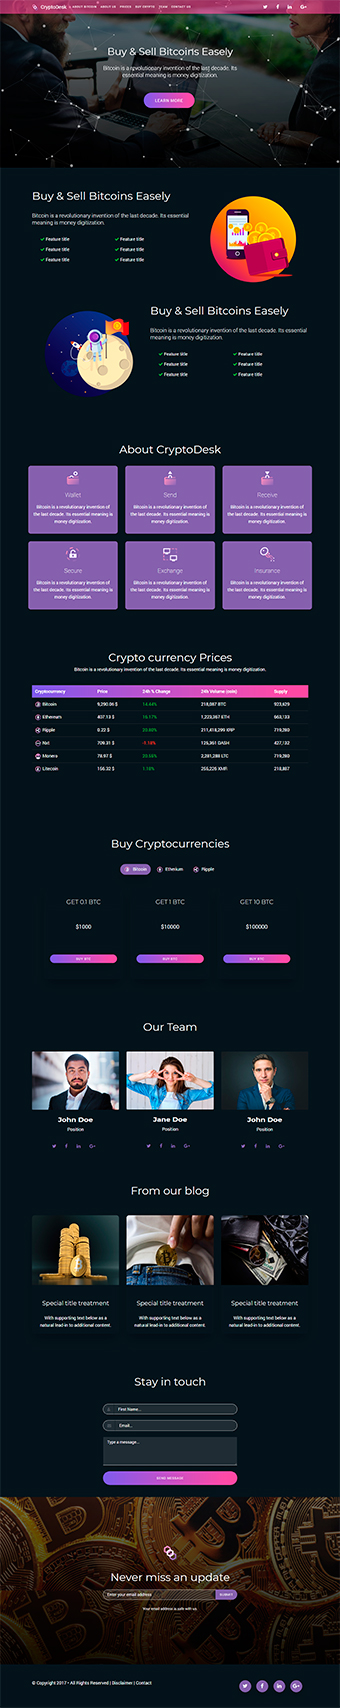 CryptoDesk ABOUT BITCOIN ABOUT US PRICES BUY CRYPTO TEAM CONTACT US
Buy & Sell Bitcoins Easely
Bitcoin is a revolutionary invention of the last decade. Its
essential meaning is money digitization.
LEARN MORE
Buy & Sell Bitcoins Easely
Bitcoin is a revolutionary invention of the last decade. Its essential
meaning is money digitization.
Feature title Feature title
Feature title Feature title
Feature title Feature title
Buy & Sell Bitcoins Easely
Bitcoin is a revolutionary invention of the last decade. Its essential
meaning is money digitization.
Feature title Feature title
Feature title Feature title
Feature title Feature title
About CryptoDesk
Wallet
Bitcoin is a revolutionary invention of
the last decade. Its essential meaning is
money digitization.
Send
Bitcoin is a revolutionary invention of
the last decade. Its essential meaning is
money digitization.
Receive
Bitcoin is a revolutionary invention of
the last decade. Its essential meaning is
money digitization.
Secure
Bitcoin is a revolutionary invention of
the last decade. Its essential meaning is
money digitization.
Exchange
Bitcoin is a revolutionary invention of
the last decade. Its essential meaning is
money digitization.
Insurance
Bitcoin is a revolutionary invention of
the last decade. Its essential meaning is
money digitization.
Crypto currency Prices
Bitcoin is a revolutionary invention of the last decade. Its essential meaning is money digitization.
Cryptocurrency Price 24h % Change 24h Volume (coin) Supply
Bitcoin 9,290.06 $ 14.44% 218,867 BTC 923,629
Ethereum 407.13 $ 16.17% 1,223,367 ETH 663,133
Ripple 0.22 $ 20.60% 211,418,299 XRP 719,280
Nxt 709.31 $ -1.10% 125,951 DASH 427,132
Monera 78.97 $ 20.60% 2,281,288 LTC 719,280
Litecoin 156.32 $ 1.10% 255,226 XMR 218,867
Buy Cryptocurrencies
Bitcoin Etherium Ripple
GET 0.1 BTC
$1000
BUY BTC
GET 1 BTC
$10000
BUY BTC
GET 10 BTC
$100000
BUY BTC
Our Team
John Doe
Position
Jane Doe
Position
John Doe
Position
From our blog
Special title treatment
With supporting text below as a
natural lead-in to additional content.
Special title treatment
With supporting text below as a
natural lead-in to additional content.
Special title treatment
With supporting text below as a
natural lead-in to additional content.
Stay in touch
First Name...
Email...
Type a message...
SEND MESSAGE
Never miss an update
Enter your email address SUBMIT
Your email address is safe with us.
© Copyright 2017 • All Rights Reserved | Disclaimer | Contact